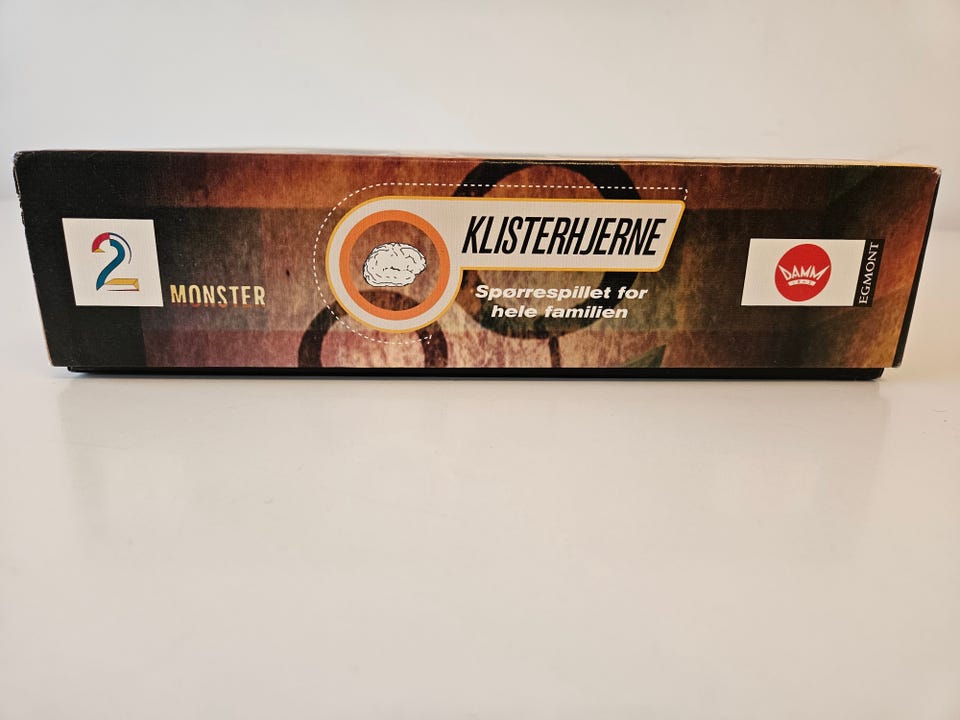 2
MONSTER
KLISTERHJERNE
Spørrespillet for
hele familien
DAMM
EGMONT